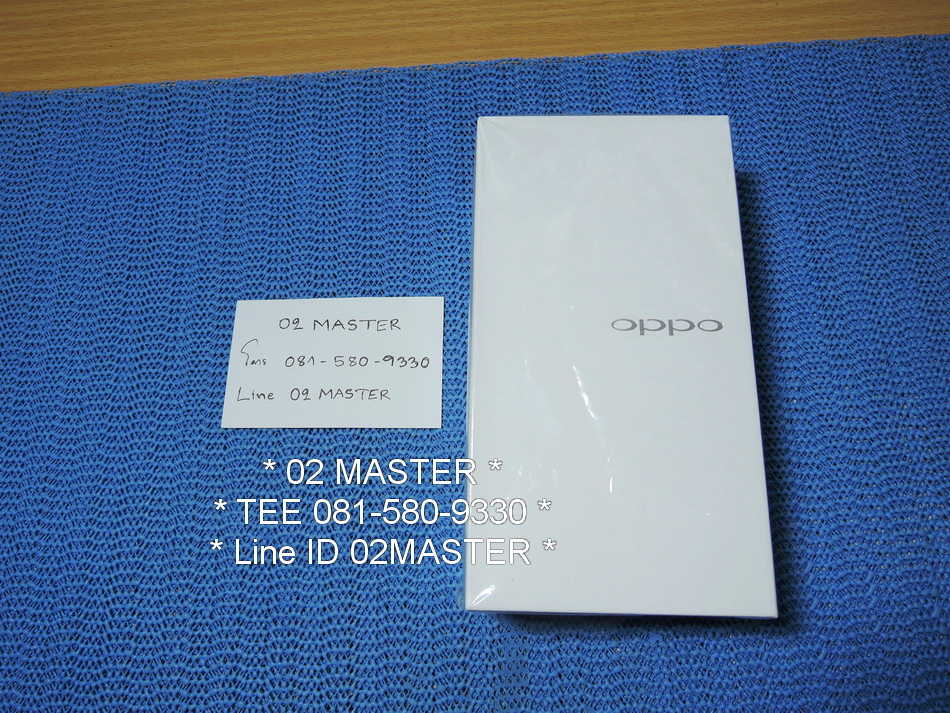 02 MASTER
โทร 081-580-9330
Line 02 MASTER
oppo
* 02 MASTER *
* TEE 081-580-9330 *
* Line ID 02MASTER *